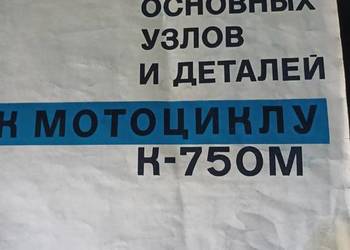 ОСНОВНЫХ
УЗЛОВ
И ДЕТАЛЕЙ
К МОТОЦИКЛУ
К-750М